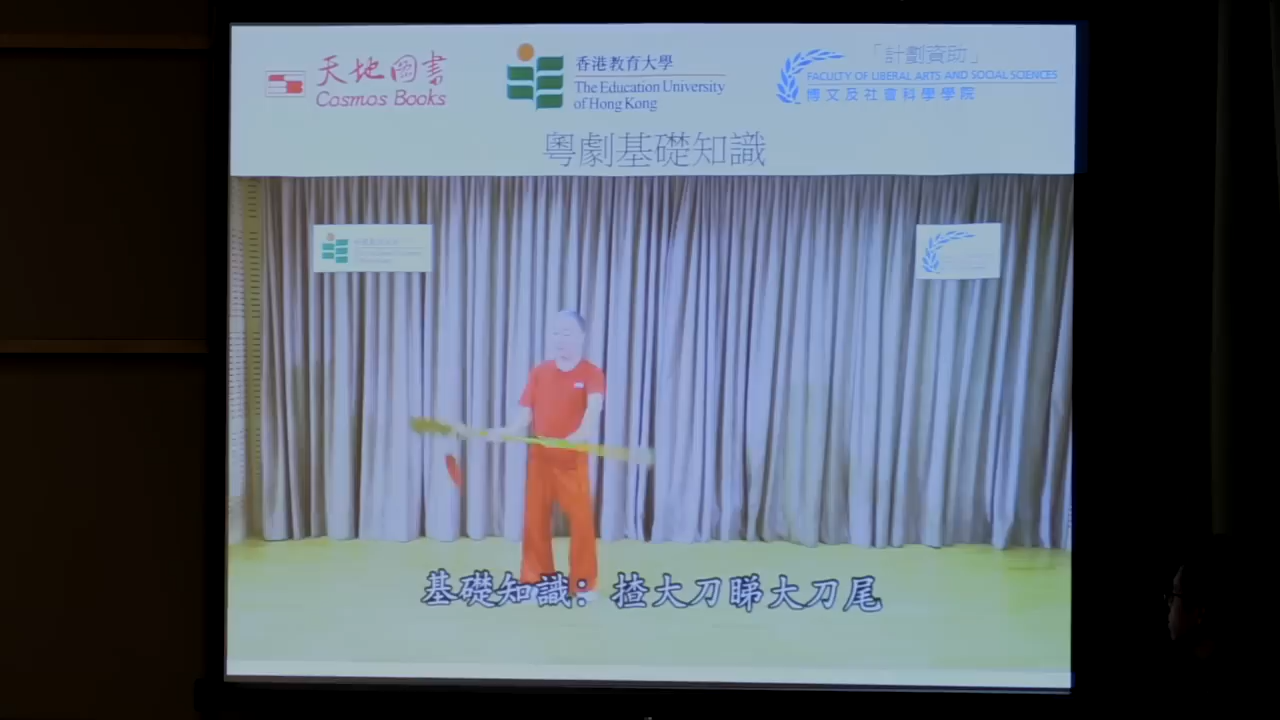 天地圖書
Cosmos Books
香港教育大學
The Education University
of Hong Kong
「計劃資助」
FACULTY OF LIBERAL ARTS AND SOCIAL SCIENCES
博文及社會科學學院
粵劇基礎知識
基礎知識：揸大刀睇大刀尾